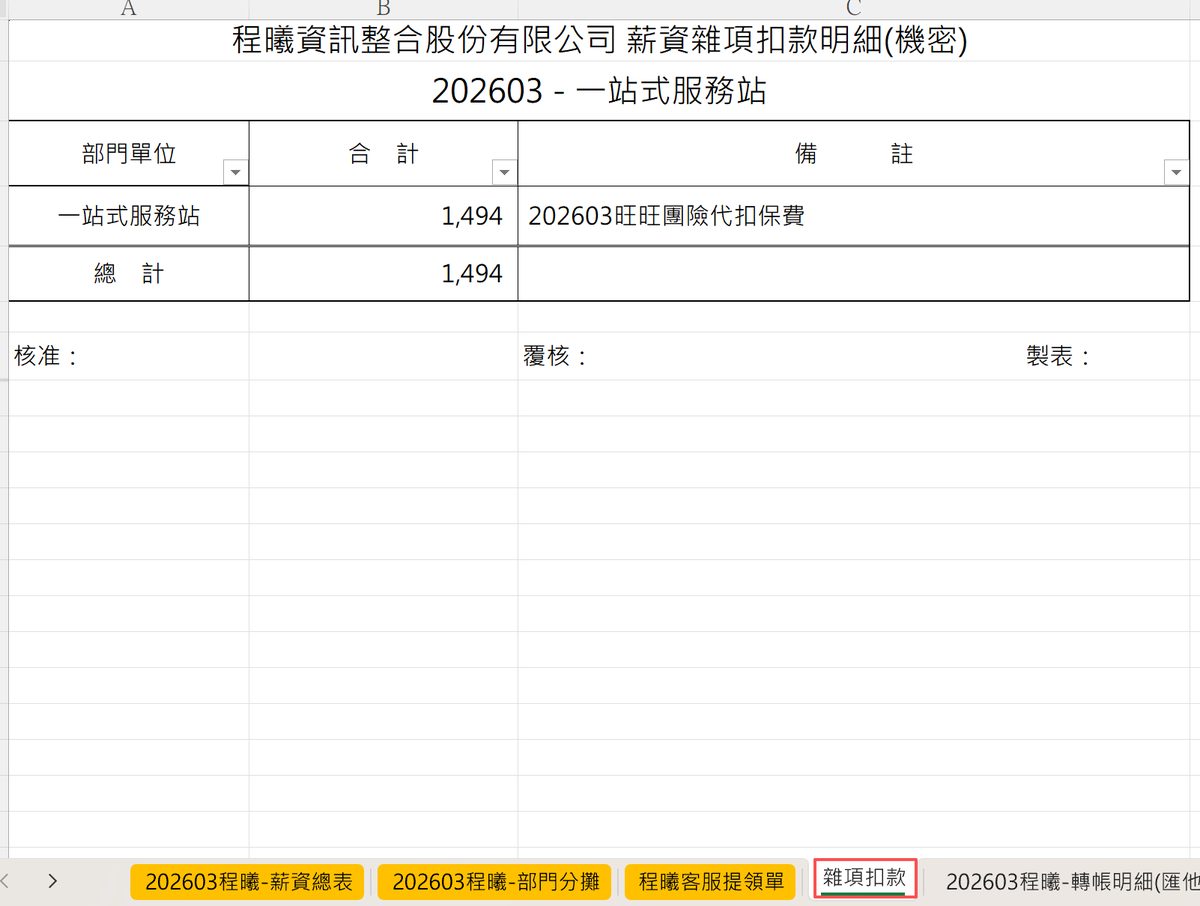 A B C
程曦資訊整合股份有限公司 薪資雜項扣款明細(機密)
202603 - 一站式服務站
部門單位 合 計 備 註
一站式服務站 1,494 202603旺旺團險代扣保費
總 計 1,494
核准： 覆核： 製表：
202603程曦-薪資總表 202603程曦-部門分攤 程曦客服提領單 雜項扣款 202603程曦-轉帳明細(匯他